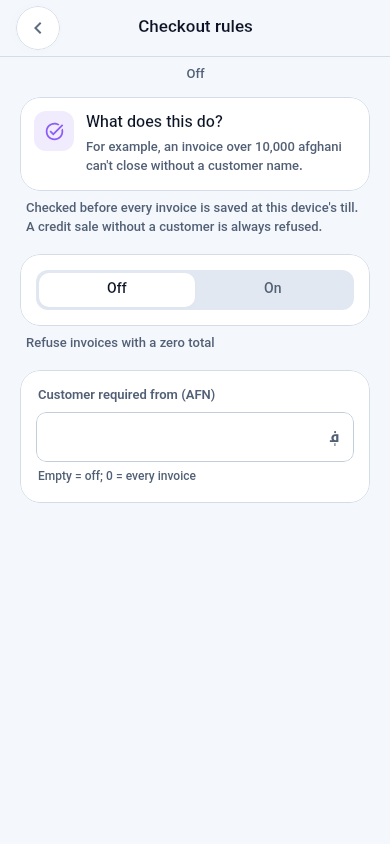 Checkout rules
Off
What does this do?
For example, an invoice over 10,000 afghani
can't close without a customer name.
Checked before every invoice is saved at this device's till.
A credit sale without a customer is always refused.
Off On
Refuse invoices with a zero total
Customer required from (AFN)
؋
Empty = off; 0 = every invoice